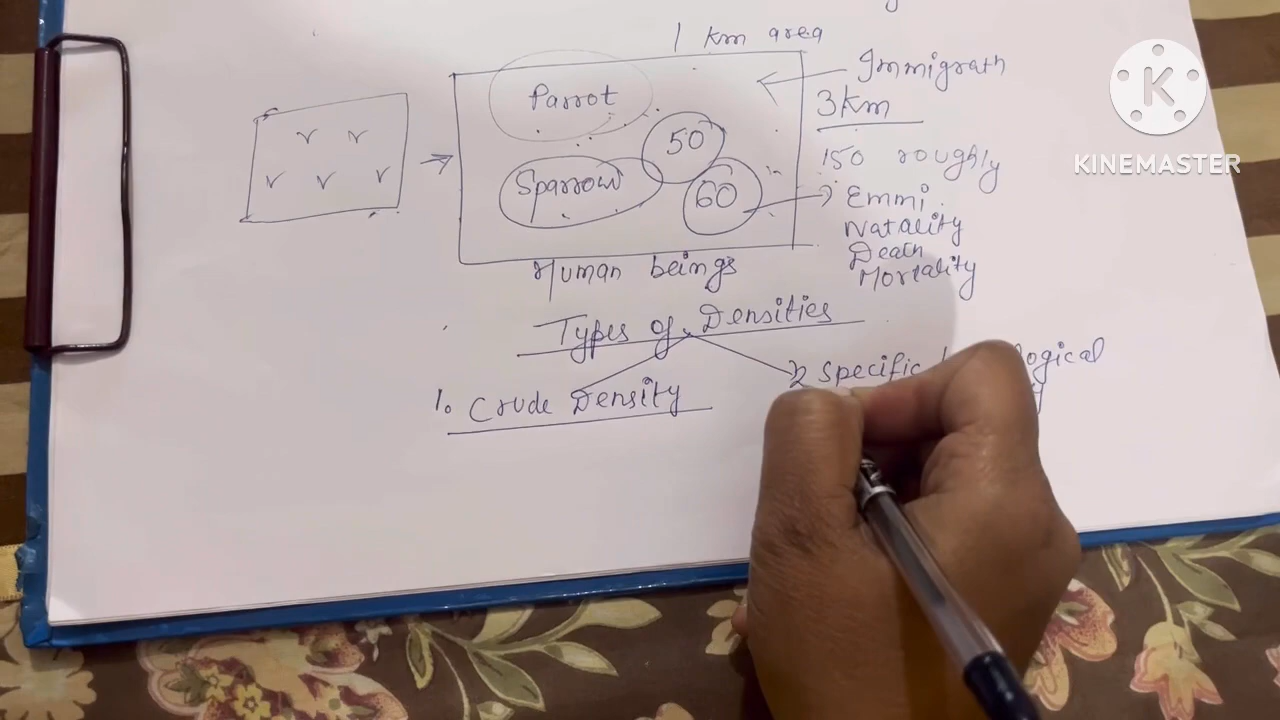 1 km area
Immigrath
Parrot
3km
50
150 roughly
Sparrow
60
Emmi.
Natality
Death
Mortality
Human beings
Types of Densities
1. Crude Density
2 Specific
K
KINEMASTER